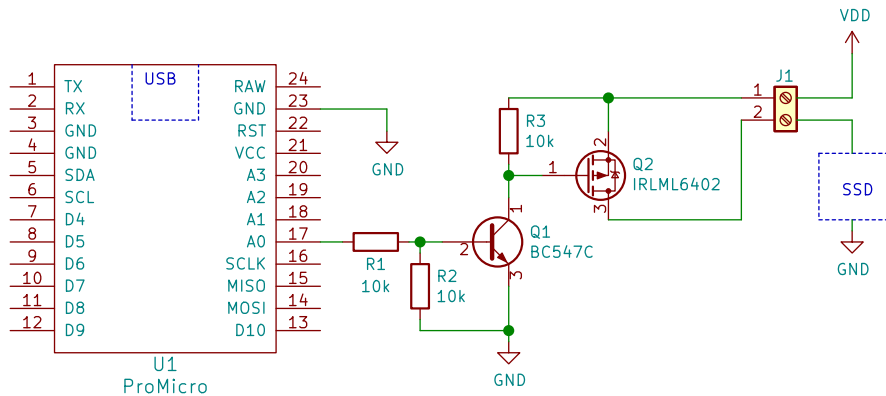 VDD
J1
1
2
SSD
GND
USB
1 TX
2 RX
3 GND
4 GND
5 SDA
6 SCL
7 D4
8 D5
9 D6
10 D7
11 D8
12 D9
RAW 24
GND 23
RST 22
VCC 21
A3 20
A2 19
A1 18
A0 17
SCLK 16
MISO 15
MOSI 14
D10 13
U1
ProMicro
GND
R1
10k
R2
10k
R3
10k
1
2
3
Q1
BC547C
GND
1
2
3
Q2
IRLML6402